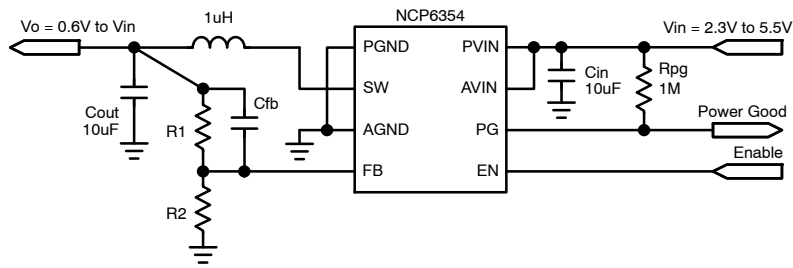 NCP6354
Vo = 0.6V to Vin
1uH
PGND
PVIN
Vin = 2.3V to 5.5V
Cout
10uF
SW
AVIN
Cin
10uF
Rpg
1M
Cfb
R1
AGND
PG
Power Good
FB
EN
Enable
R2